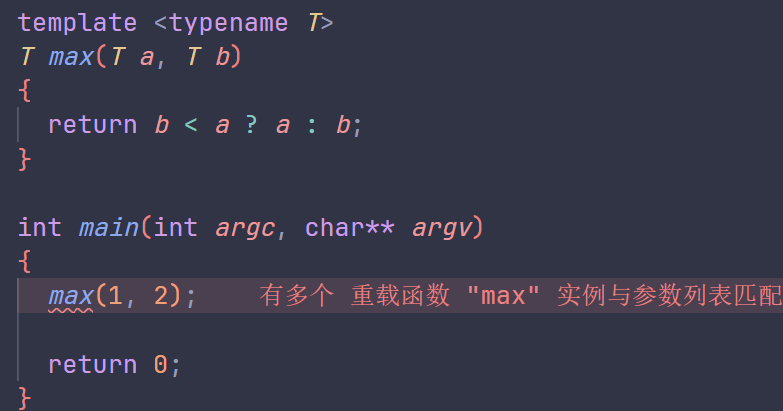 template <typename T>
T max(T a, T b)
{
return b < a ? a : b;
}
int main(int argc, char** argv)
{
max(1, 2); 有多个 重载函数 "max" 实例与参数列表匹配
return 0;
}